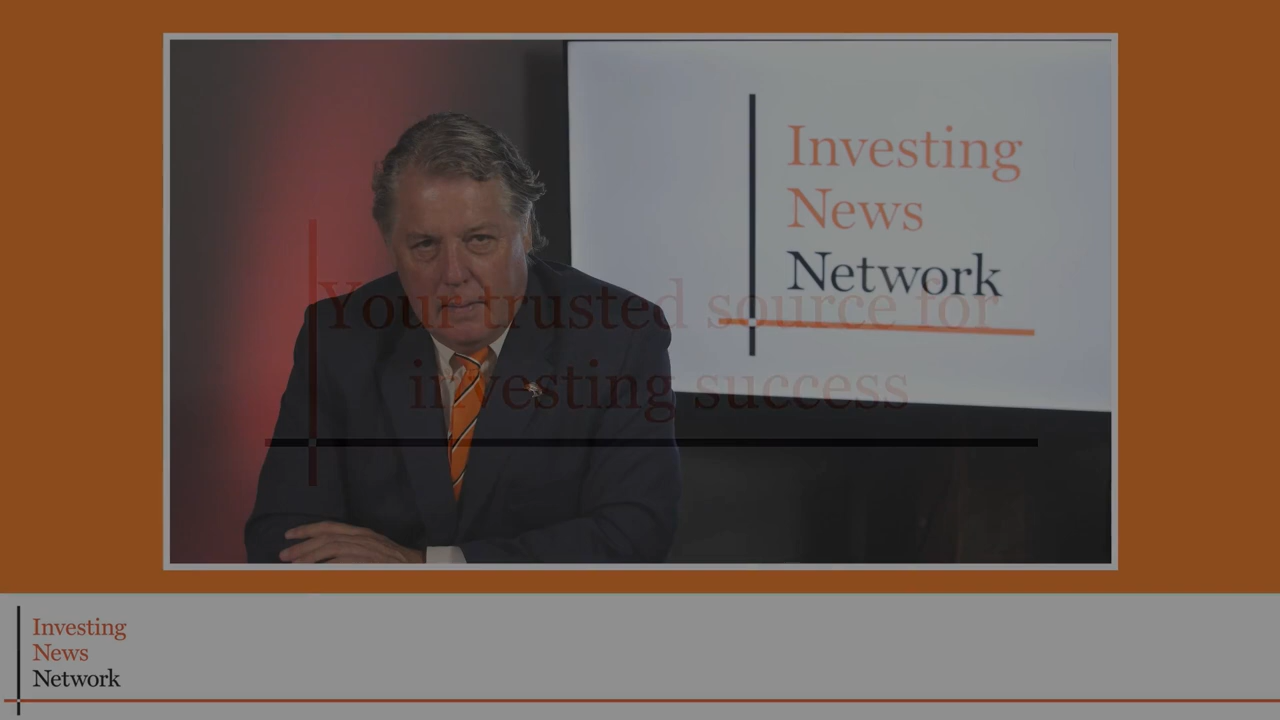 Investing
News
Network
Your trusted source for
investing success
Investing
News
Network